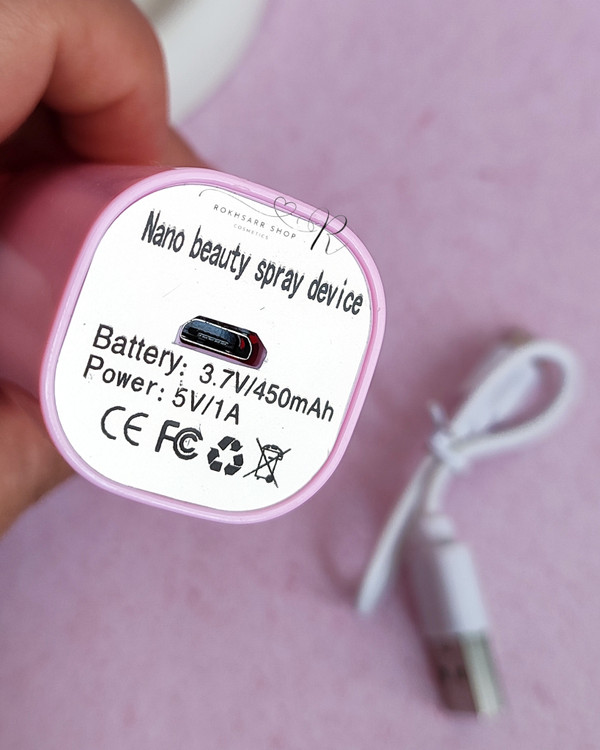 ROKHSARR SHOP
COSMETICS
R
Nano beauty spray device
Battery: 3.7V/450mAh
Power: 5V/1A
CE FC